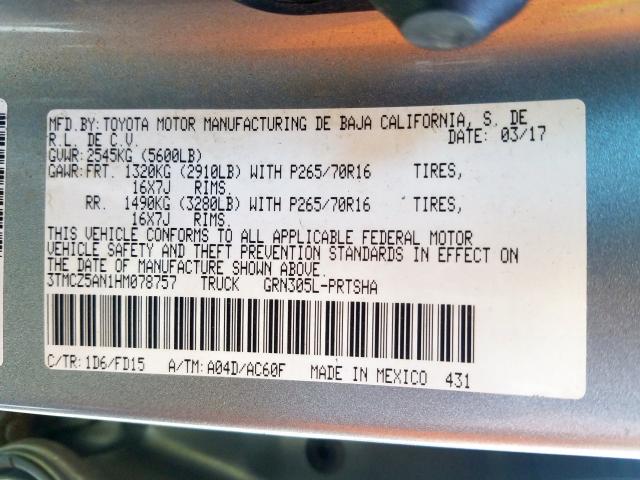 MFD.BY:TOYOTA MOTOR MANUFACTURING DE BAJA CALIFORNIA, S. DE
R.L. DE C.V. DATE: 03/17
GVWR:2545KG (5600LB)
GAWR:FRT. 1320KG (2910LB) WITH P265/70R16 TIRES,
16X7J RIMS.
RR. 1490KG (3280LB) WITH P265/70R16 TIRES,
16X7J RIMS.
THIS VEHICLE CONFORMS TO ALL APPLICABLE FEDERAL MOTOR
VEHICLE SAFETY AND THEFT PREVENTION STANDARDS IN EFFECT ON
THE DATE OF MANUFACTURE SHOWN ABOVE.
3TMCZ5AN1HM078757 TRUCK GRN305L-PRTSHA
C/TR:1D6/FD15 A/TM:A04D/AC60F MADE IN MEXICO 431